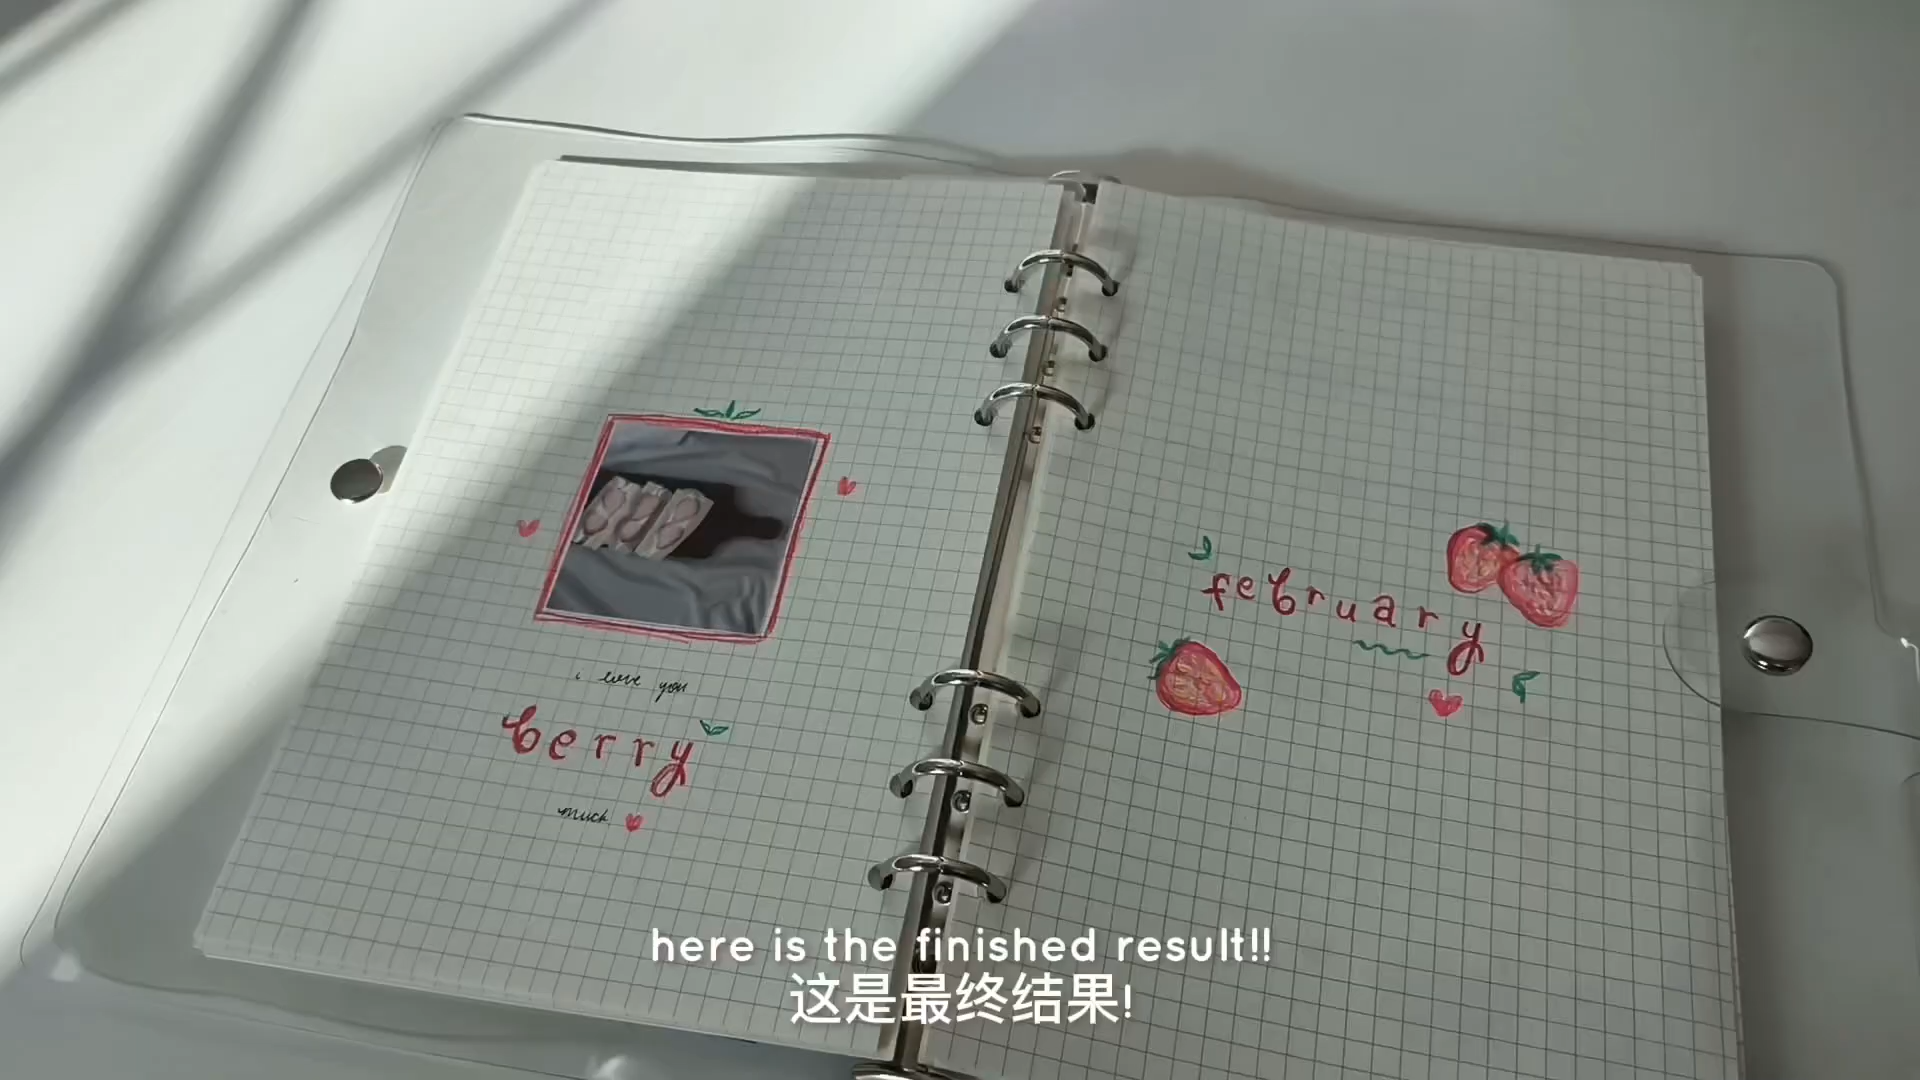 i love you
berry
much
february
here is the finished result!!
这是最终结果!